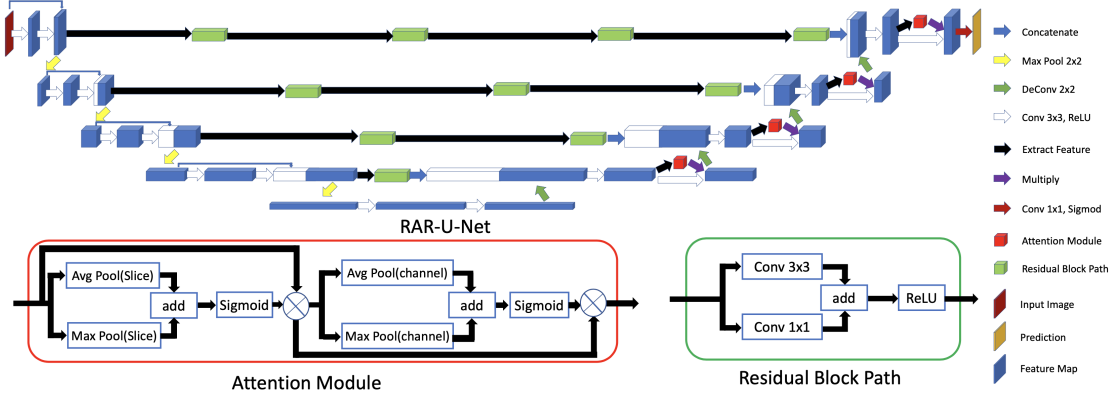 Concatenate
Max Pool 2x2
DeConv 2x2
Conv 3x3, ReLU
Extract Feature
Multiply
Conv 1x1, Sigmod
Attention Module
Residual Block Path
Input Image
Prediction
Feature Map
RAR-U-Net
Avg Pool(Slice)
Max Pool(Slice)
add
Sigmoid
Avg Pool(channel)
Max Pool(channel)
add
Sigmoid
Attention Module
Conv 3x3
Conv 1x1
add
ReLU
Residual Block Path